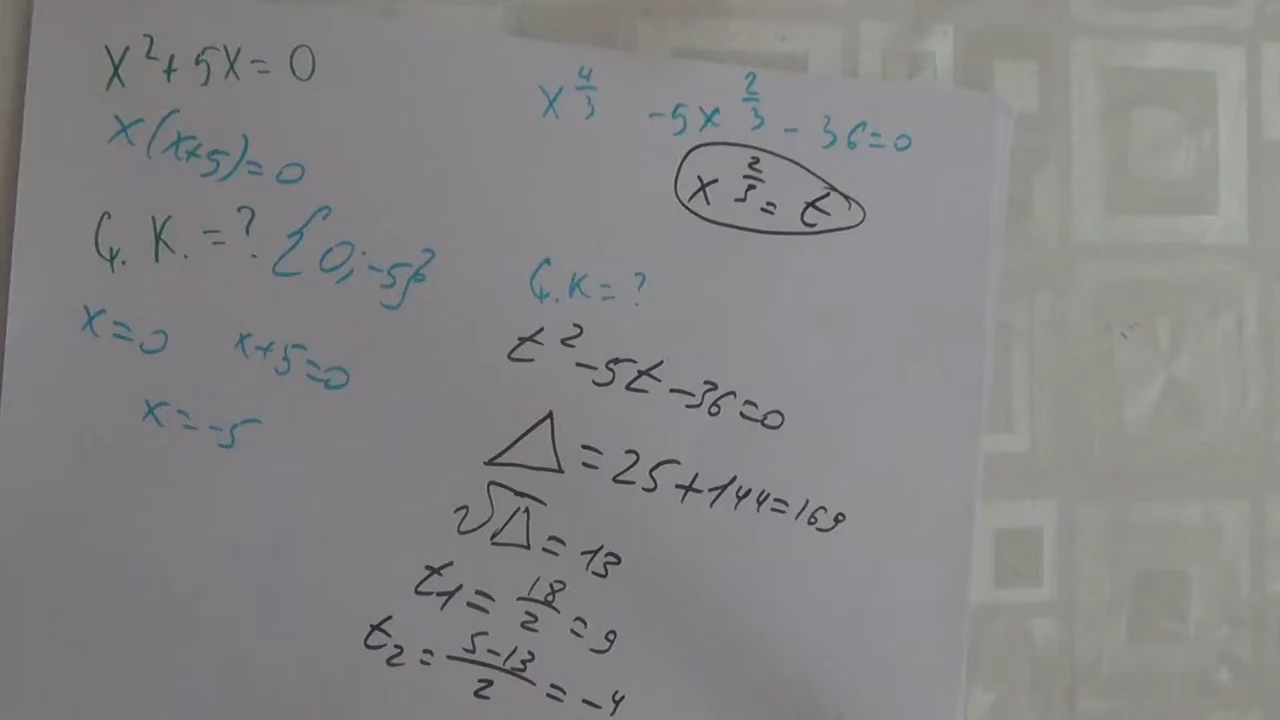 x² + 5x = 0
x(x+5) = 0
Ç.K. = ? {0; -5}
x = 0 x+5 = 0
x = -5
x^(4/3) - 5x^(2/3) - 36 = 0
x^(2/3) = t
Ç.K = ?
t² - 5t - 36 = 0
Δ = 25 + 144 = 169
√Δ = 13
t₁ = 18/2 = 9
t₂ = (5-13)/2 = -4